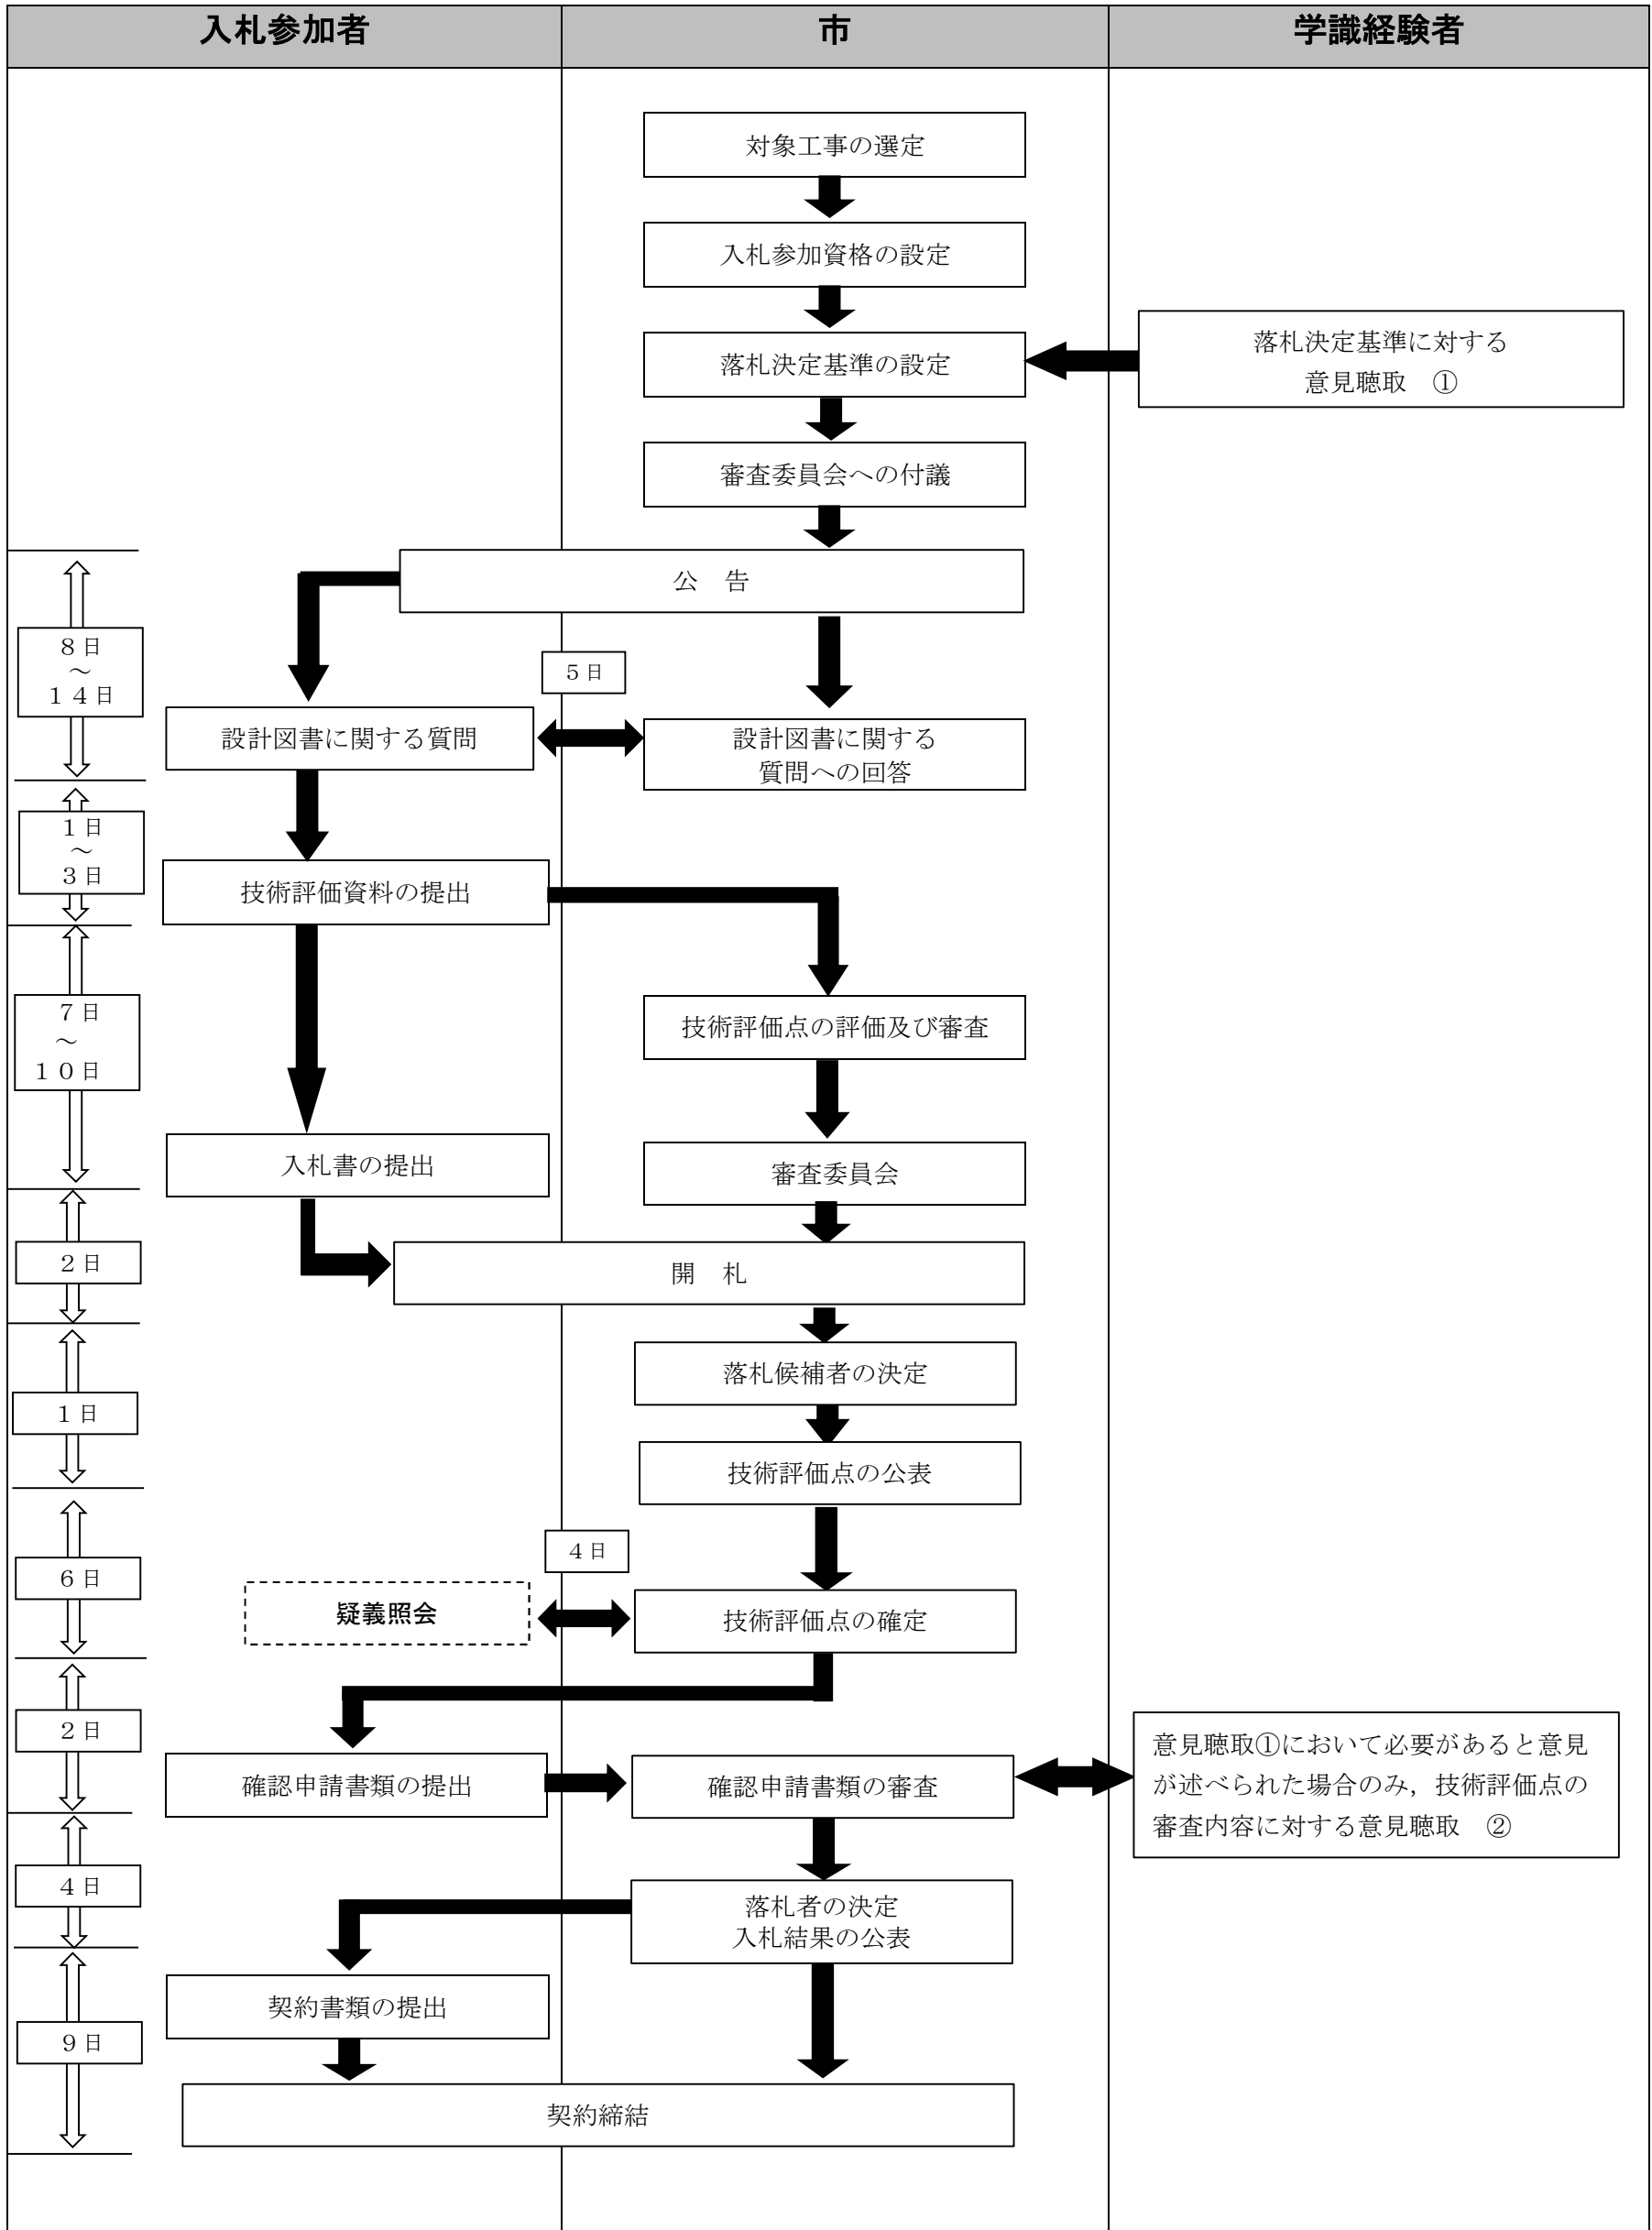 入札参加者
市
学識経験者
対象工事の選定
入札参加資格の設定
落札決定基準の設定
落札決定基準に対する
意見聴取　①
審査委員会への付議
公　告
８日
～
１４日
５日
設計図書に関する質問
設計図書に関する
質問への回答
１日
～
３日
技術評価資料の提出
７日
～
１０日
技術評価点の評価及び審査
入札書の提出
審査委員会
２日
開　札
落札候補者の決定
１日
技術評価点の公表
４日
６日
疑義照会
技術評価点の確定
２日
確認申請書類の提出
確認申請書類の審査
意見聴取①において必要があると意見
が述べられた場合のみ，技術評価点の
審査内容に対する意見聴取　②
４日
落札者の決定
入札結果の公表
契約書類の提出
９日
契約締結